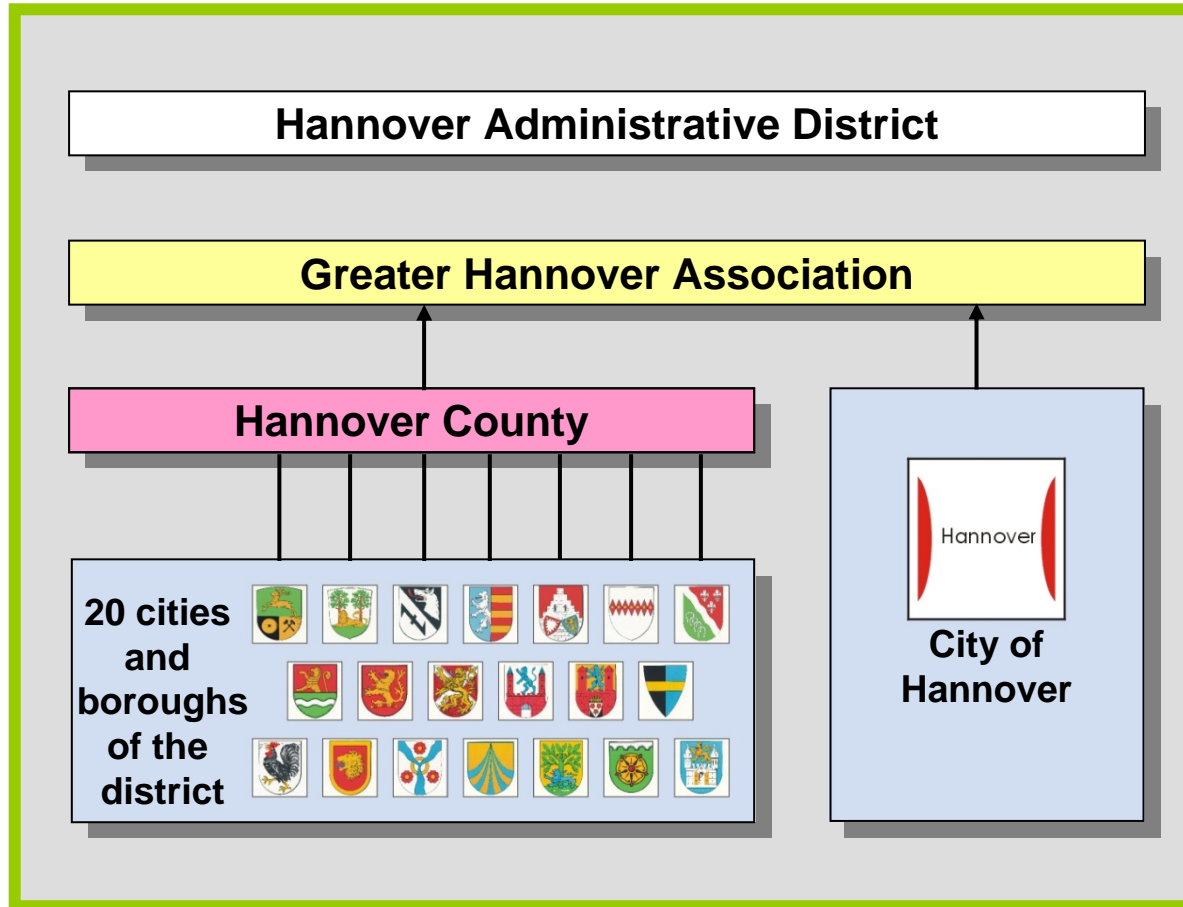 Hannover Administrative District
Greater Hannover Association
Hannover County
20 cities
and
boroughs
of the
district
Hannover
City of
Hannover